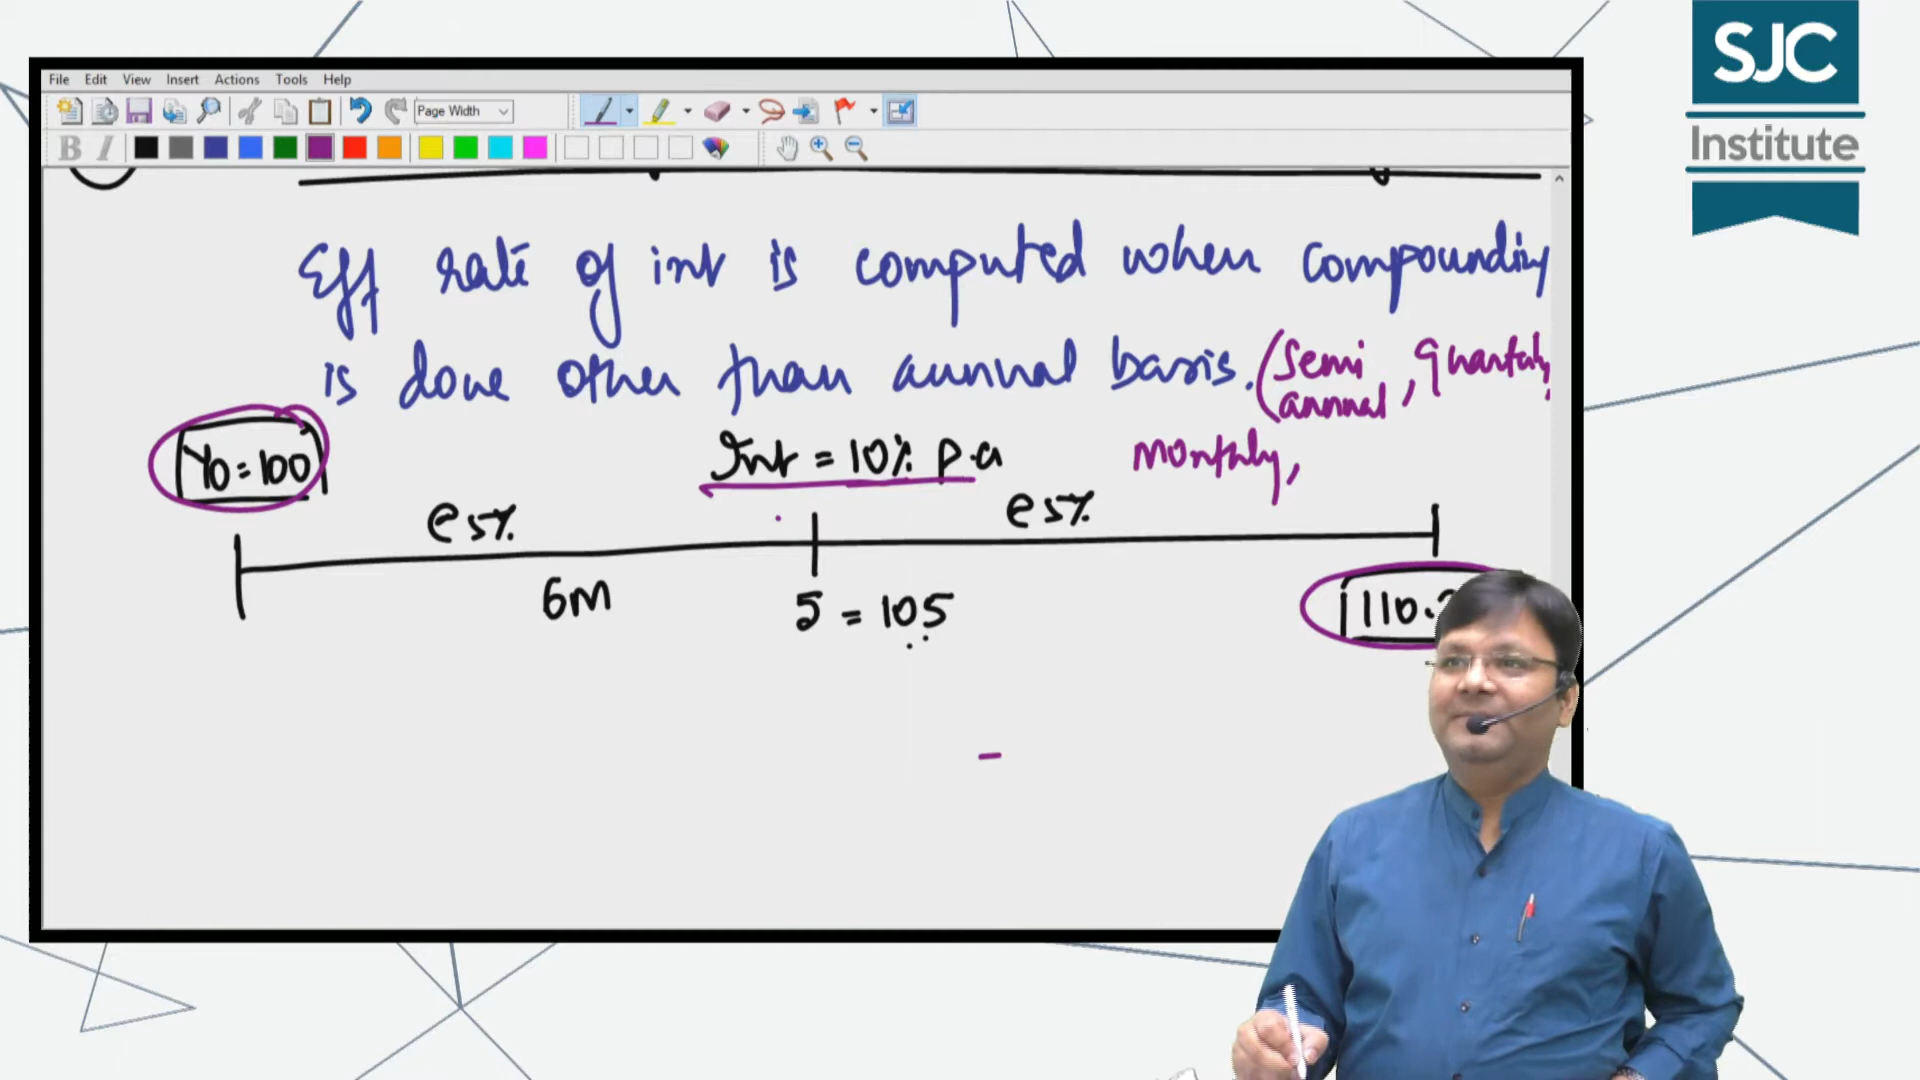 SJC
Institute
File Edit View Insert Actions Tools Help
Page Width
B I
Eff rate of int is computed when compounding
is done other than annual basis. (Semi annual, quarterly,
monthly,
Y0 = 100
Int = 10% p.a
@ 5%
@ 5%
6m
5 = 105
110.